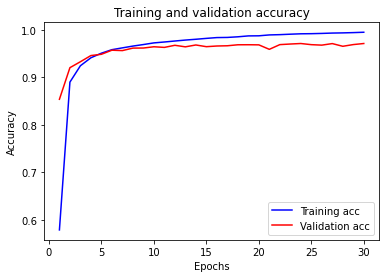 Training and validation accuracy
1.0
0.9
0.8
0.7
0.6
Accuracy
0
5
10
15
20
25
30
Epochs
Training acc
Validation acc